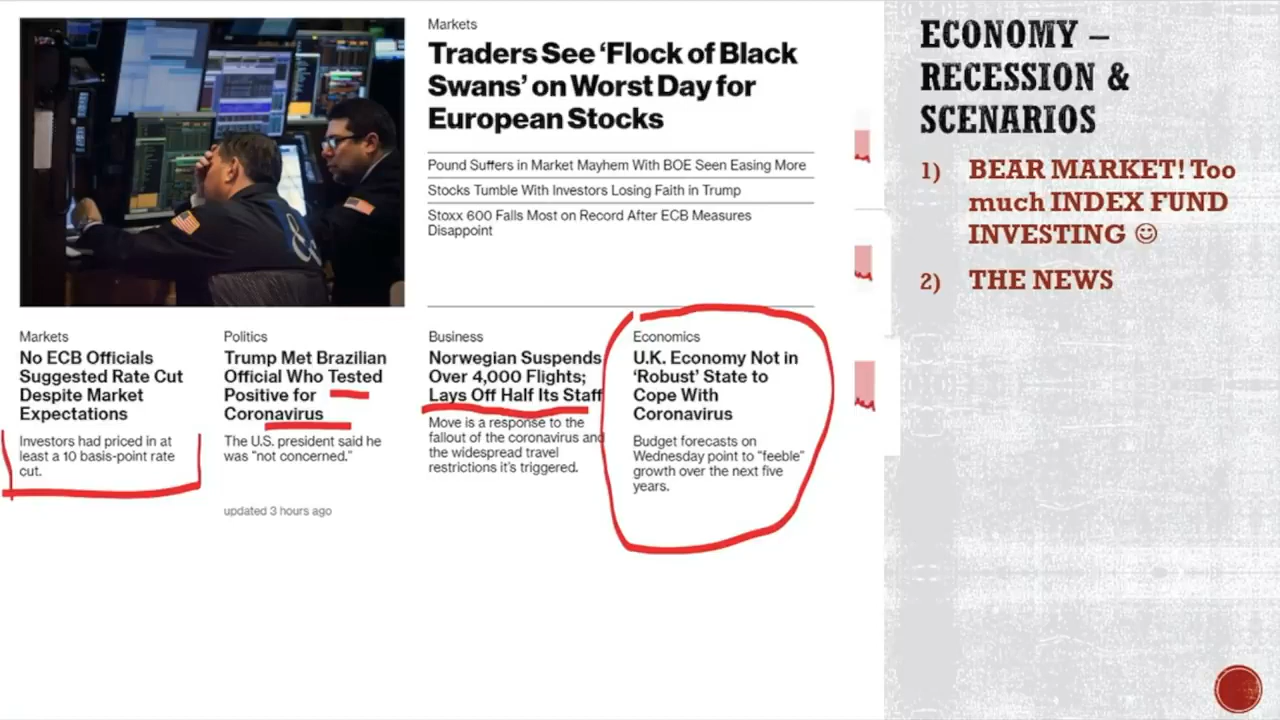 Markets
Traders See ‘Flock of Black
Swans’ on Worst Day for
European Stocks
Pound Suffers in Market Mayhem With BOE Seen Easing More
Stocks Tumble With Investors Losing Faith in Trump
Stoxx 600 Falls Most on Record After ECB Measures
Disappoint
Markets
No ECB Officials
Suggested Rate Cut
Despite Market
Expectations
Investors had priced in at
least a 10 basis-point rate
cut.
Politics
Trump Met Brazilian
Official Who Tested
Positive for
Coronavirus
The U.S. president said he
was "not concerned."
updated 3 hours ago
Business
Norwegian Suspends
Over 4,000 Flights;
Lays Off Half Its Staff
Move is a response to the
fallout of the coronavirus and
the widespread travel
restrictions it’s triggered.
Economics
U.K. Economy Not in
‘Robust’ State to
Cope With
Coronavirus
Budget forecasts on
Wednesday point to “feeble”
growth over the next five
years.
ECONOMY –
RECESSION &
SCENARIOS
1) BEAR MARKET! Too
much INDEX FUND
INVESTING ☺
2) THE NEWS